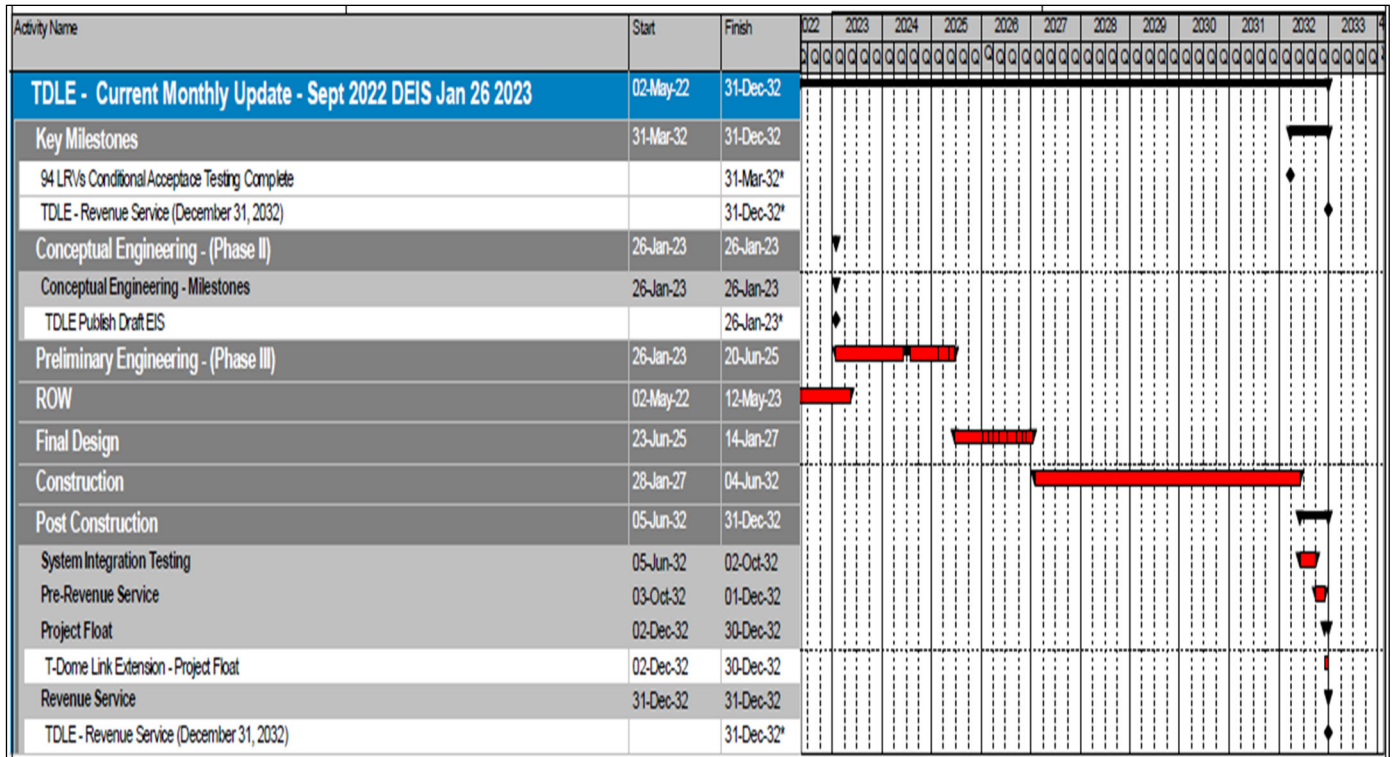 Activity Name Start Finish 022 2023 2024 2025 2026 2027 2028 2029 2030 2031 2032 2033 4
Q Q Q Q Q Q Q Q Q Q Q Q Q Q Q Q Q Q Q Q Q Q Q Q Q Q Q Q Q Q Q Q Q Q Q Q Q Q Q Q Q Q Q Q Q Q
TDLE - Current Monthly Update - Sept 2022 DEIS Jan 26 2023 02-May-22 31-Dec-32
Key Milestones 31-Mar-32 31-Dec-32
94 LRVs Conditional Acceptace Testing Complete 31-Mar-32*
TDLE - Revenue Service (December 31, 2032) 31-Dec-32*
Conceptual Engineering - (Phase II) 26-Jan-23 26-Jan-23
Conceptual Engineering - Milestones 26-Jan-23 26-Jan-23
TDLE Publish Draft EIS 26-Jan-23*
Preliminary Engineering - (Phase III) 26-Jan-23 20-Jun-25
ROW 02-May-22 12-May-23
Final Design 23-Jun-25 14-Jan-27
Construction 28-Jan-27 04-Jun-32
Post Construction 05-Jun-32 31-Dec-32
System Integration Testing 05-Jun-32 02-Oct-32
Pre-Revenue Service 03-Oct-32 01-Dec-32
Project Float 02-Dec-32 30-Dec-32
T-Dome Link Extension - Project Float 02-Dec-32 30-Dec-32
Revenue Service 31-Dec-32 31-Dec-32
TDLE - Revenue Service (December 31, 2032) 31-Dec-32*